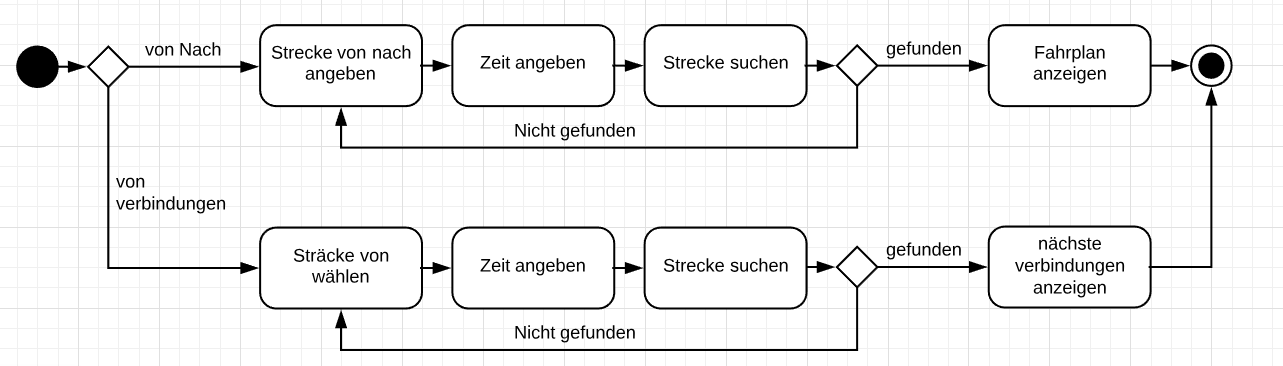 von Nach
Strecke von nach
angeben
Zeit angeben
Strecke suchen
gefunden
Fahrplan
anzeigen
Nicht gefunden
von
verbindungen
Sträcke von
wählen
Zeit angeben
Strecke suchen
gefunden
nächste
verbindungen
anzeigen
Nicht gefunden